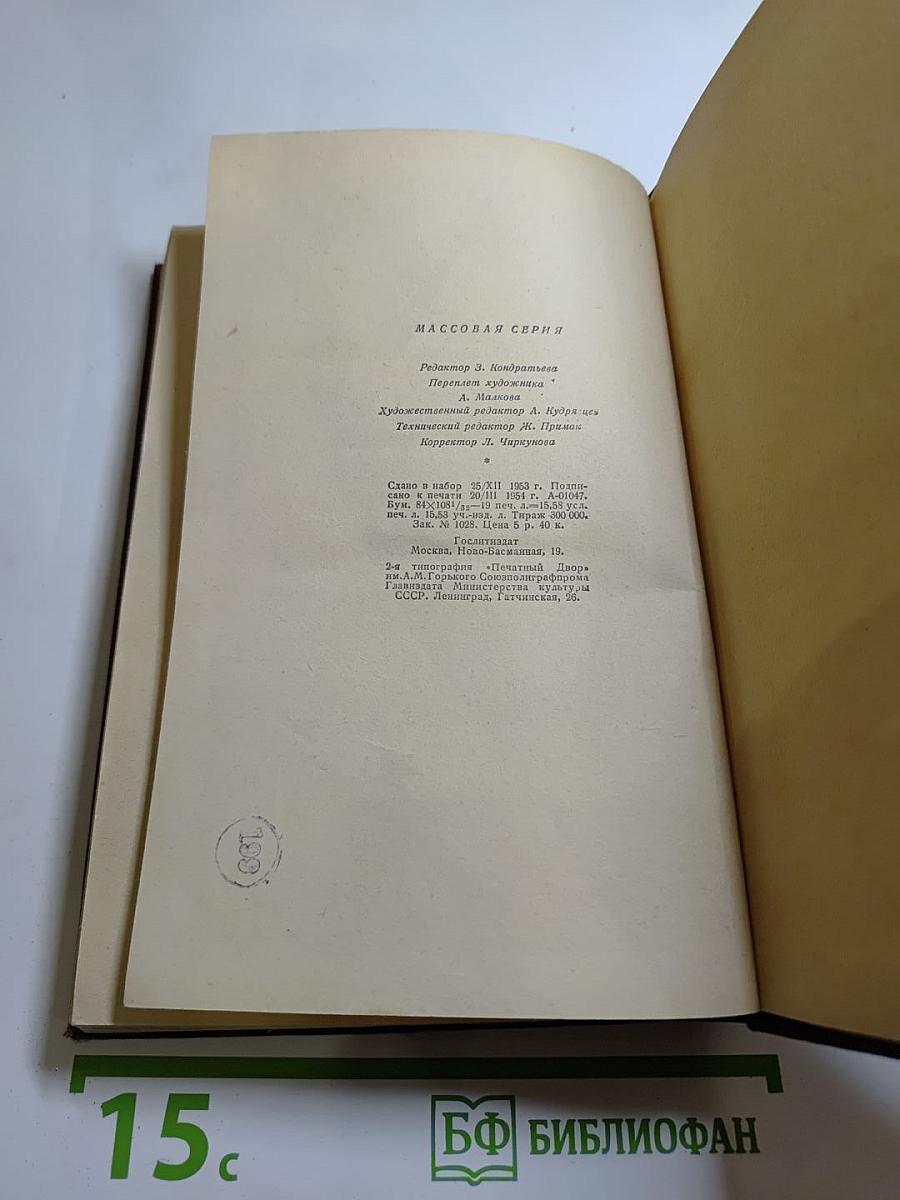 МАССОВАЯ СЕРИЯ
Редактор З. Кондратьева
Переплет художника
А. Малкова
Художественный редактор А. Кудрявцев
Технический редактор Ж. Примак
Корректор Л. Чиркунова
*
Сдано в набор 25/XII 1953 г. Подпи-
сано к печати 20/III 1954 г. А-01047.
Бум. 84×108¹/₃₂—19 печ. л.=15,58 усл.
печ. л. 15,53 уч.-изд. л. Тираж 300 000.
Зак. № 1028. Цена 5 р. 40 к.
Гослитиздат
Москва, Ново-Басманная, 19.
2-я типография «Печатный Двор»
им. А. М. Горького Союзполиграфпрома
Главиздата Министерства культуры
СССР. Ленинград, Гатчинская, 26.
198
15 с
БФ БИБЛИОФАН